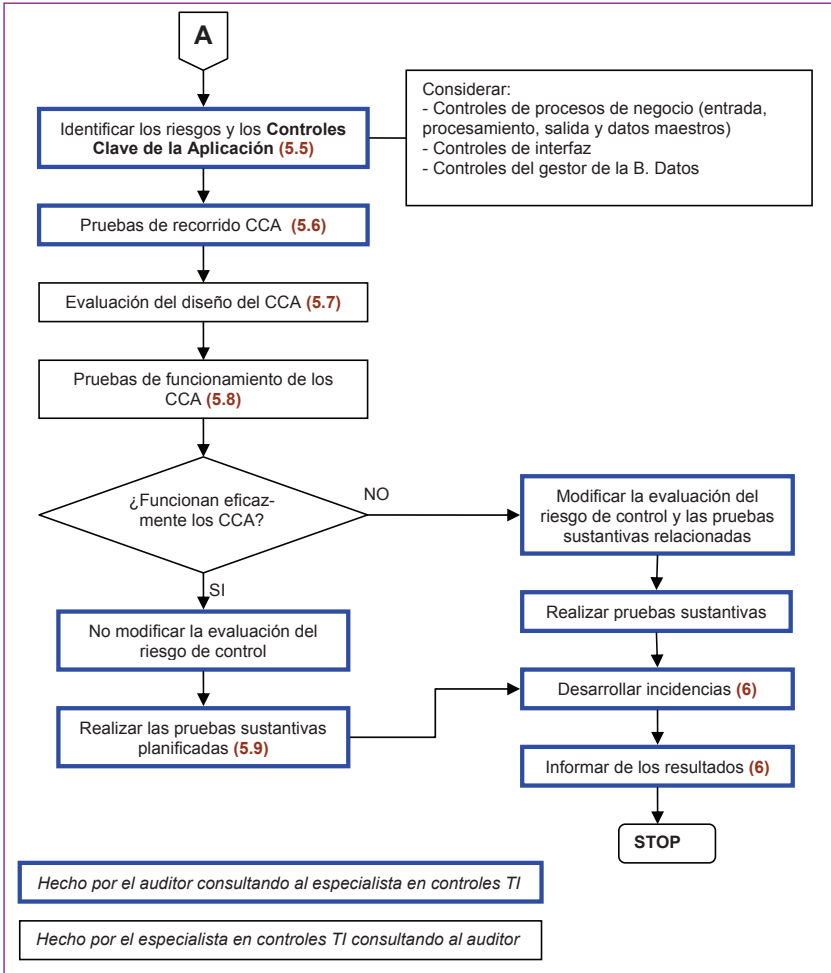 A
Considerar:
- Controles de procesos de negocio (entrada,
procesamiento, salida y datos maestros)
- Controles de interfaz
- Controles del gestor de la B. Datos
Identificar los riesgos y los Controles
Clave de la Aplicación (5.5)
Pruebas de recorrido CCA (5.6)
Evaluación del diseño del CCA (5.7)
Pruebas de funcionamiento de los
CCA (5.8)
¿Funcionan eficaz-
mente los CCA?
NO
SI
Modificar la evaluación del
riesgo de control y las pruebas
sustantivas relacionadas
Realizar pruebas sustantivas
No modificar la evaluación del
riesgo de control
Realizar las pruebas sustantivas
planificadas (5.9)
Desarrollar incidencias (6)
Informar de los resultados (6)
STOP
Hecho por el auditor consultando al especialista en controles TI
Hecho por el especialista en controles TI consultando al auditor